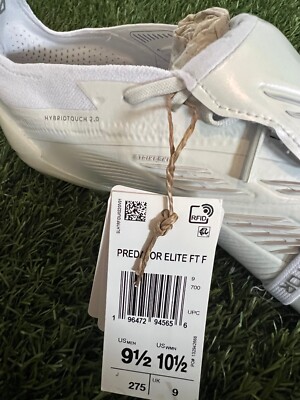 HYBRIDTOUCH 2.0
RFID
PREDATOR ELITE FT F
9
700
UPC
1 96472 94565 6
US MEN
9½
US WMN
10½
275
UK
9